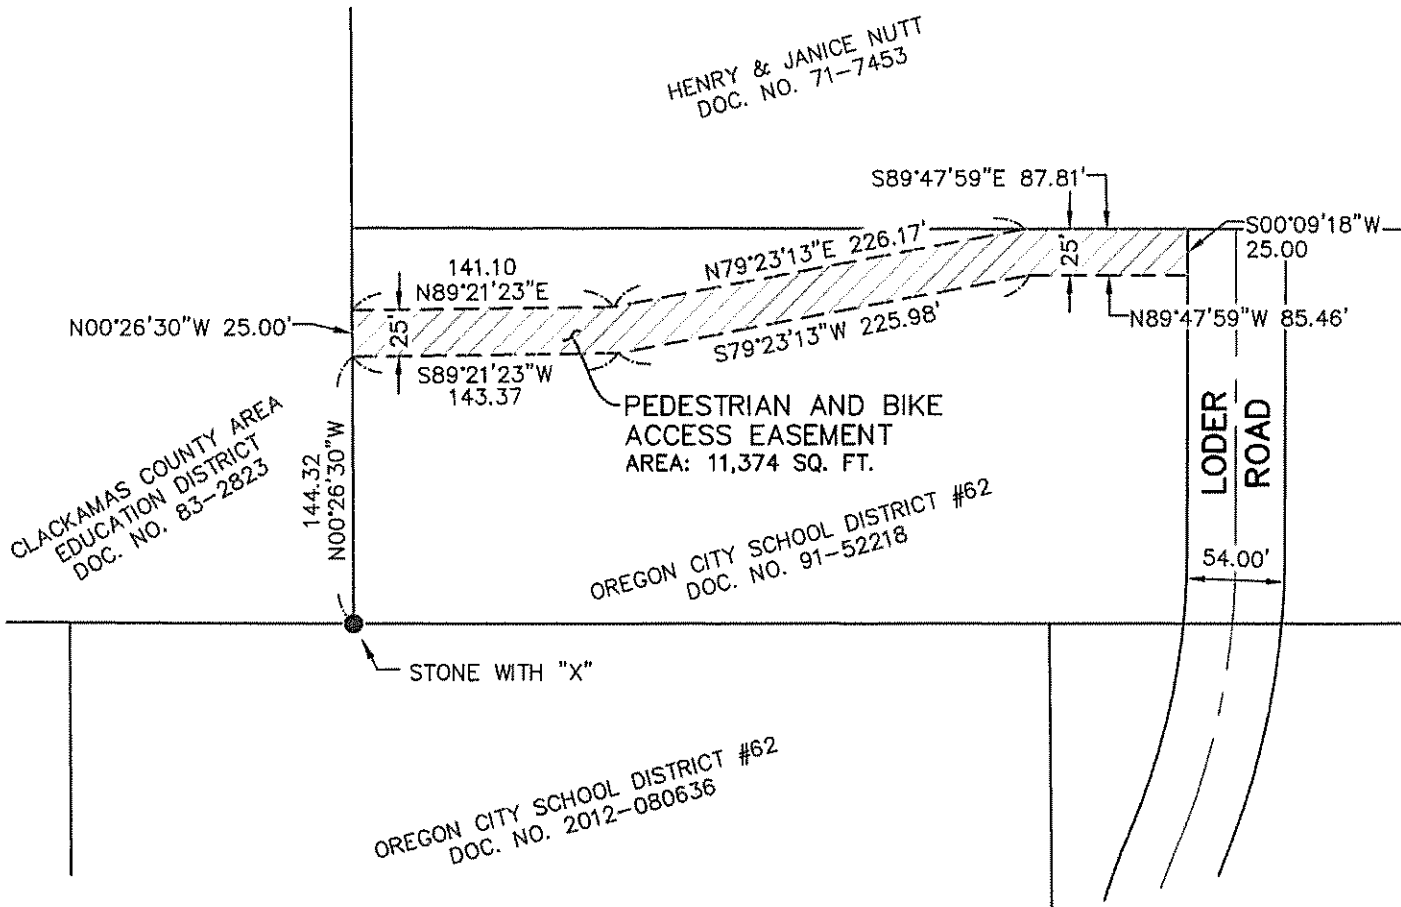 HENRY & JANICE NUTT
DOC. NO. 71-7453
S89°47'59"E 87.81'
S00°09'18"W
25.00
25'
N89°47'59"W 85.46'
N79°23'13"E 226.17'
S79°23'13"W 225.98'
141.10
N89°21'23"E
N00°26'30"W 25.00'
25'
S89°21'23"W
143.37
PEDESTRIAN AND BIKE
ACCESS EASEMENT
AREA: 11,374 SQ. FT.
CLACKAMAS COUNTY AREA
EDUCATION DISTRICT
DOC. NO. 83-2823
144.32
N00°26'30"W
OREGON CITY SCHOOL DISTRICT #62
DOC. NO. 91-52218
LODER
ROAD
54.00'
STONE WITH "X"
OREGON CITY SCHOOL DISTRICT #62
DOC. NO. 2012-080636